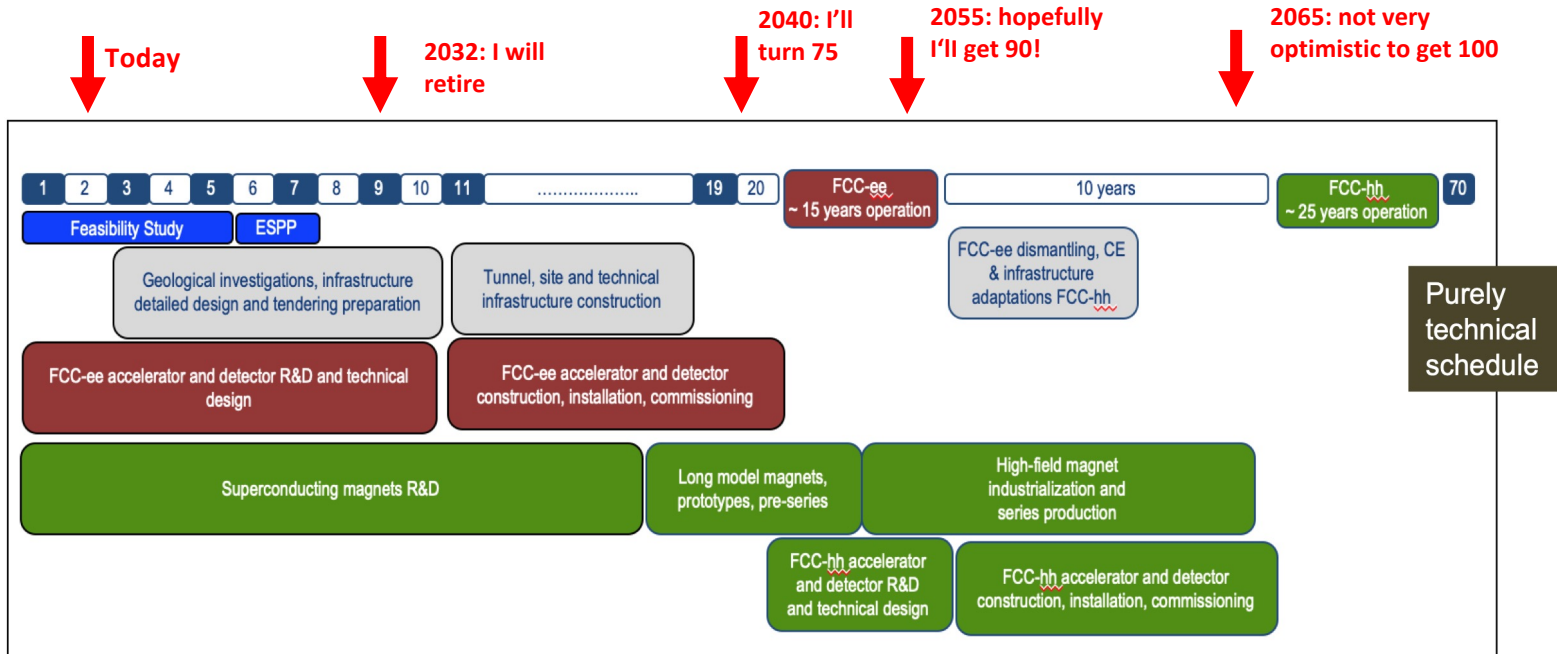 Today
2032: I will
retire
2040: I'll
turn 75
2055: hopefully
I'll get 90!
2065: not very
optimistic to get 100
1 2 3 4 5 6 7 8 9 10 11 ................... 19 20
FCC-ee
~ 15 years operation
10 years
FCC-hh
~ 25 years operation
70
Feasibility Study
ESPP
Geological investigations, infrastructure
detailed design and tendering preparation
Tunnel, site and technical
infrastructure construction
FCC-ee dismantling, CE
& infrastructure
adaptations FCC-hh
Purely
technical
schedule
FCC-ee accelerator and detector R&D and technical
design
FCC-ee accelerator and detector
construction, installation, commissioning
Superconducting magnets R&D
Long model magnets,
prototypes, pre-series
High-field magnet
industrialization and
series production
FCC-hh accelerator
and detector R&D
and technical design
FCC-hh accelerator and detector
construction, installation, commissioning